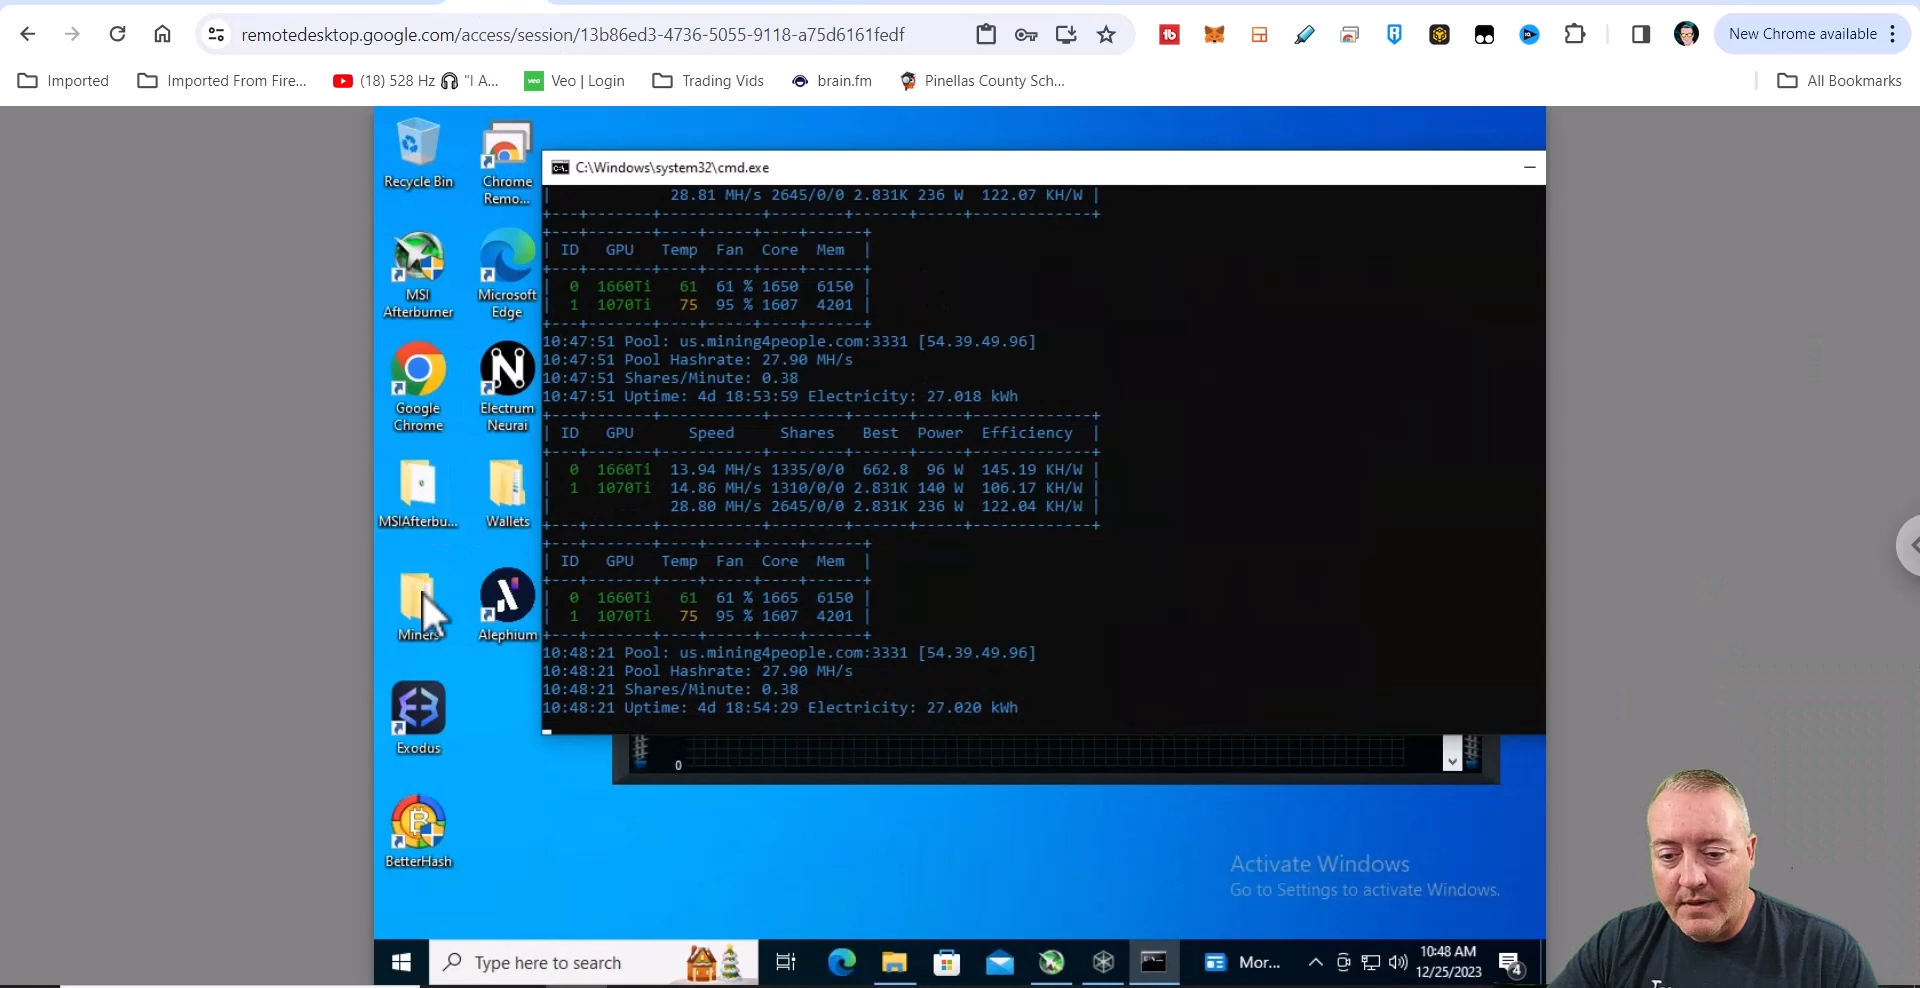 remotedesktop.google.com/access/session/13b86ed3-4736-5055-9118-a75d6161fedf
New Chrome available
Imported
Imported From Fire...
(18) 528 Hz "I A...
veo
Veo | Login
Trading Vids
brain.fm
Pinellas County Sch...
All Bookmarks
Recycle Bin
Chrome
Remo...
MSI
Afterburner
Microsoft
Edge
Google
Chrome
Electrum
Neurai
MSIAfterbu...
Wallets
Miners
Alephium
Exodus
BetterHash
C:\Windows\system32\cmd.exe
| 28.81 MH/s 2645/0/0 2.831K 236 W 122.07 KH/W |
| ID GPU Temp Fan Core Mem |
| 0 1660Ti 61 61 % 1650 6150 |
| 1 1070Ti 75 95 % 1607 4201 |
10:47:51 Pool: us.mining4people.com:3331 [54.39.49.96]
10:47:51 Pool Hashrate: 27.90 MH/s
10:47:51 Shares/Minute: 0.38
10:47:51 Uptime: 4d 18:53:59 Electricity: 27.018 kWh
| ID GPU Speed Shares Best Power Efficiency |
| 0 1660Ti 13.94 MH/s 1335/0/0 662.8 96 W 145.19 KH/W |
| 1 1070Ti 14.86 MH/s 1310/0/0 2.831K 140 W 106.17 KH/W |
| 28.80 MH/s 2645/0/0 2.831K 236 W 122.04 KH/W |
| ID GPU Temp Fan Core Mem |
| 0 1660Ti 61 61 % 1665 6150 |
| 1 1070Ti 75 95 % 1607 4201 |
10:48:21 Pool: us.mining4people.com:3331 [54.39.49.96]
10:48:21 Pool Hashrate: 27.90 MH/s
10:48:21 Shares/Minute: 0.38
10:48:21 Uptime: 4d 18:54:29 Electricity: 27.020 kWh
0
Activate Windows
Go to Settings to activate Windows.
Type here to search
Mor...
10:48 AM
12/25/2023
4